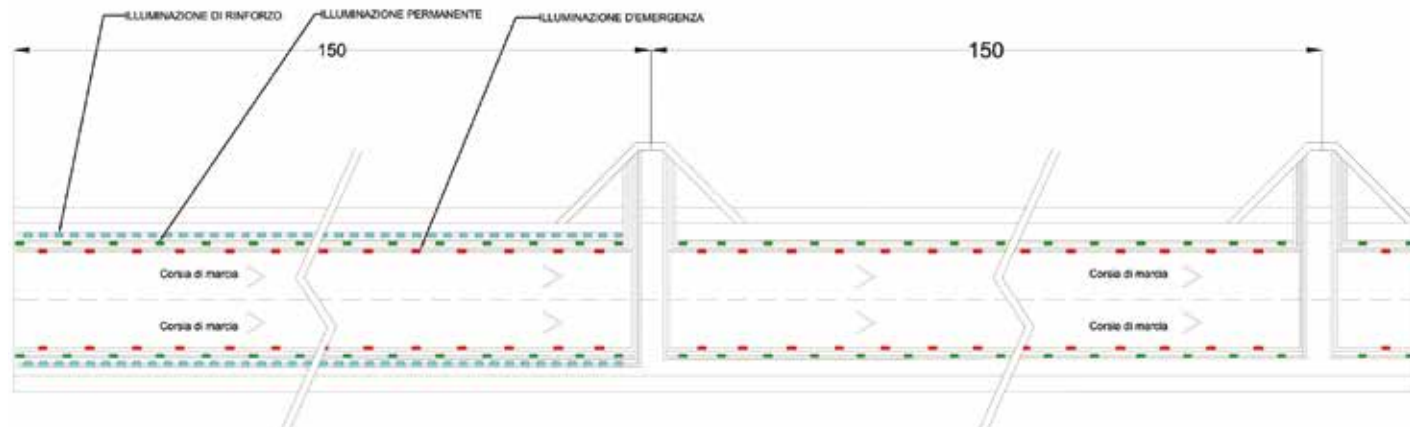 ILLUMINAZIONE DI RINFORZO
ILLUMINAZIONE PERMANENTE
ILLUMINAZIONE D'EMERGENZA
150
150
Corsia di marcia
Corsia di marcia
Corsia di marcia
Corsia di marcia